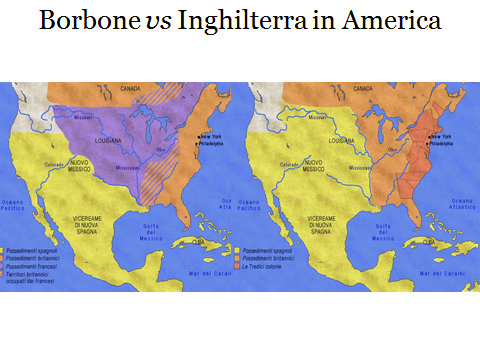 Borbone vs Inghilterra in America
CANADA
Missouri
LOUISIANA
New York
Philadelphia
Ohio
Colorado
NUOVO
MESSICO
Mississippi
Oceano
Pacifico
Oceano
Atla
VICEREAME
DI NUOVA
SPAGNA
Golfo
del
Messico
CUBA
Mar dei Caraibi
Possedimenti spagnoli
Possedimenti britannici
Possedimenti francesi
Territori britannici
occupati dai francesi
CANADA
Missouri
LOUISIANA
New York
Philadelphia
Ohio
Colorado
NUOVO
MESSICO
Mississippi
Oceano
Pacifico
Oceano
Atlantico
VICEREAME
DI NUOVA
SPAGNA
Golfo
del
Messico
CUBA
Mar dei Caraibi
Possedimenti spagnoli
Possedimenti britannici
Le Tredici colonie